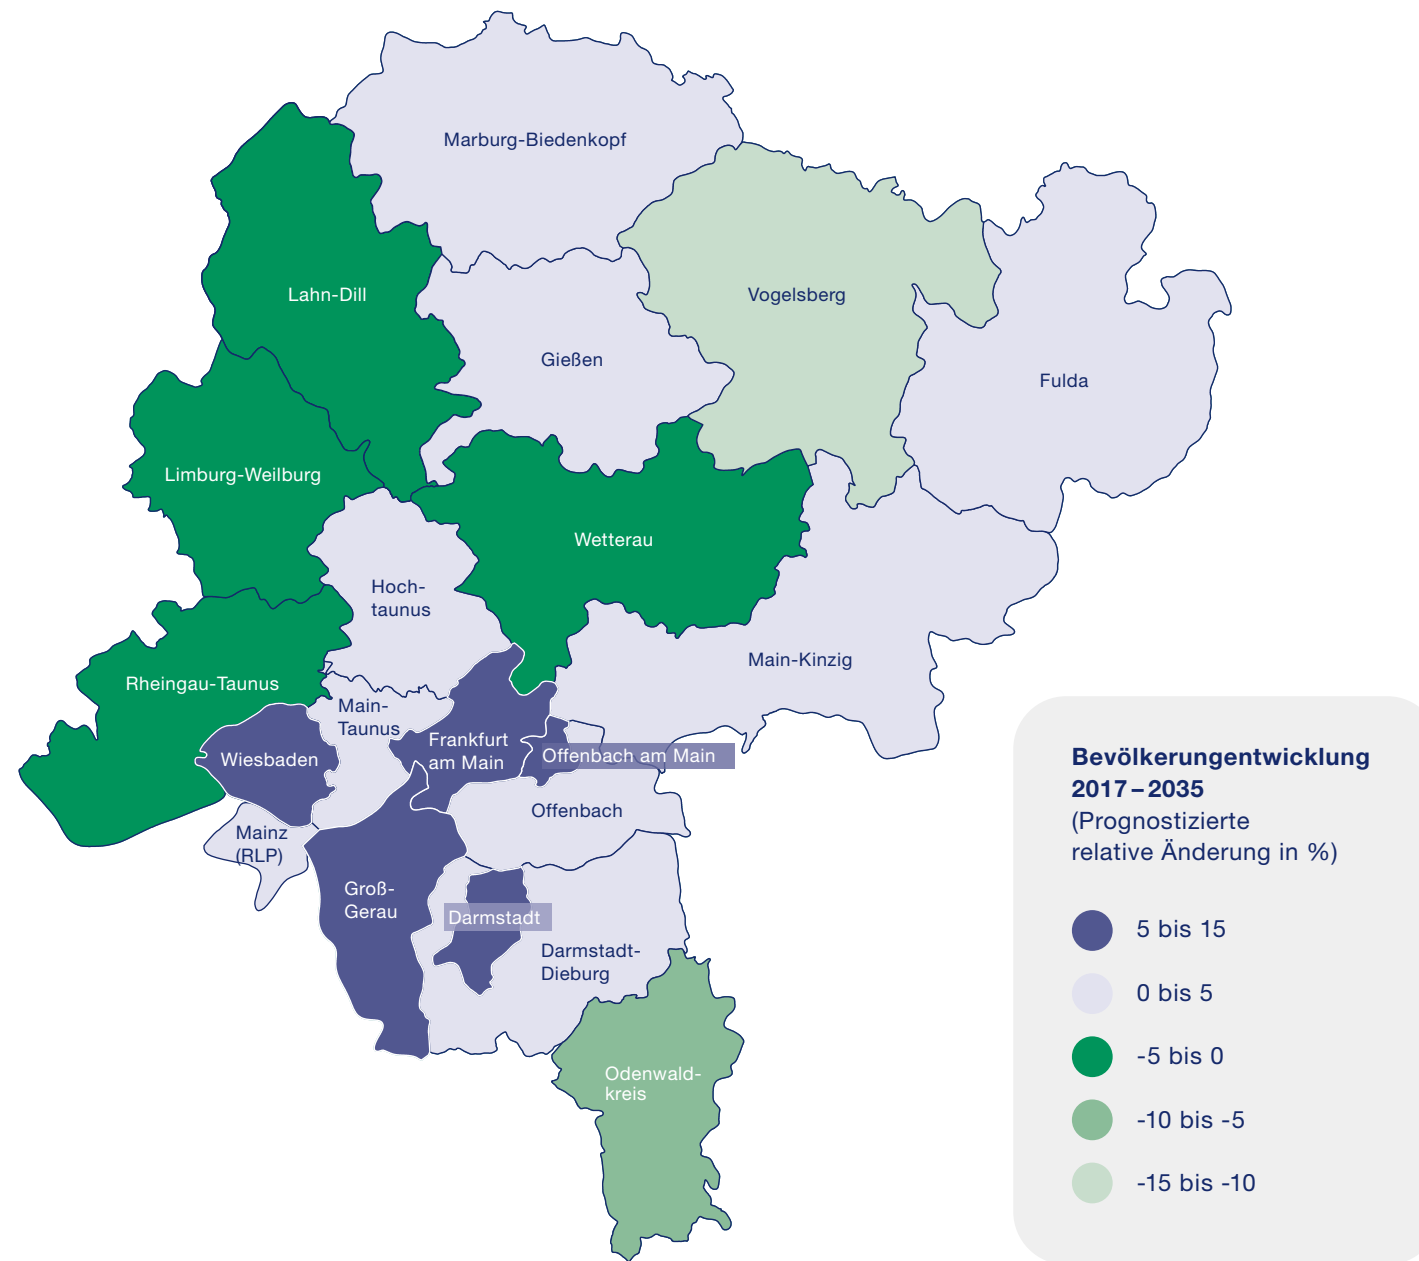 Marburg-Biedenkopf
Lahn-Dill
Vogelsberg
Gießen
Fulda
Limburg-Weilburg
Wetterau
Hoch-
taunus
Main-Kinzig
Rheingau-Taunus
Main-
Taunus
Wiesbaden
Frankfurt
am Main
Offenbach am Main
Offenbach
Mainz
(RLP)
Groß-
Gerau
Darmstadt
Darmstadt-
Dieburg
Odenwald-
kreis
Bevölkerungentwicklung
2017–2035
(Prognostizierte
relative Änderung in %)
5 bis 15
0 bis 5
-5 bis 0
-10 bis -5
-15 bis -10